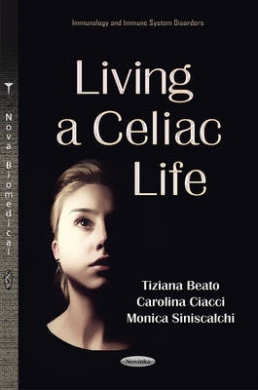 Immunology and Immune System Disorders
Living
a Celiac
Life
Nova Biomedical
Tiziana Beato
Carolina Ciacci
Monica Siniscalchi
Novinka